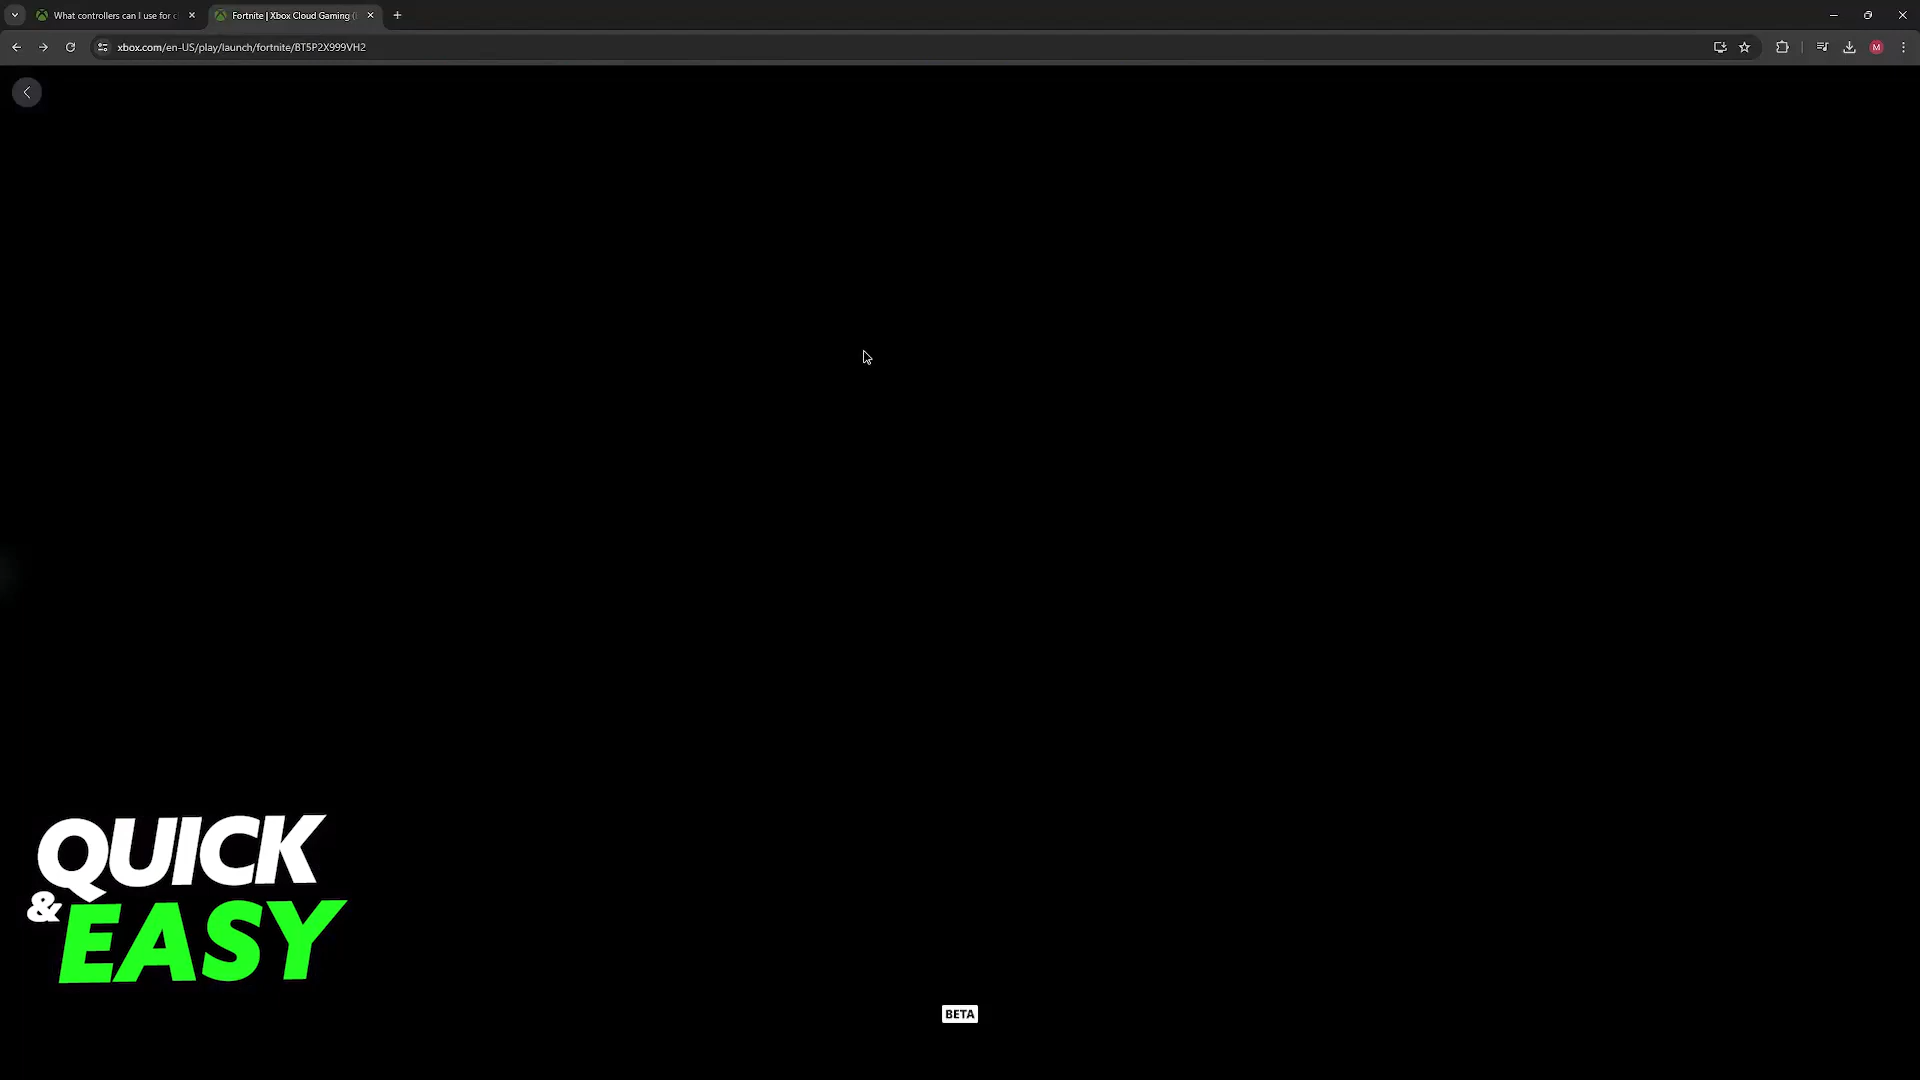 What controllers can I use for c
Fortnite | Xbox Cloud Gaming (
xbox.com/en-US/play/launch/fortnite/BT5P2X999VH2
M
QUICK
& EASY
BETA